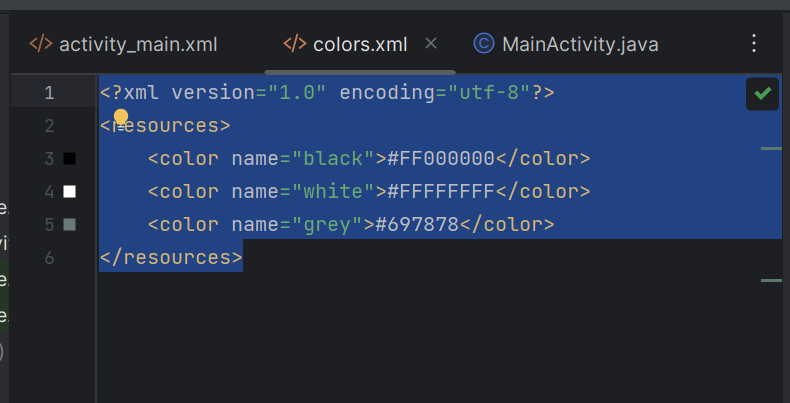 activity_main.xml colors.xml MainActivity.java
1 <?xml version="1.0" encoding="utf-8"?>
2 <resources>
3 <color name="black">#FF000000</color>
4 <color name="white">#FFFFFFFF</color>
5 <color name="grey">#697878</color>
6 </resources>